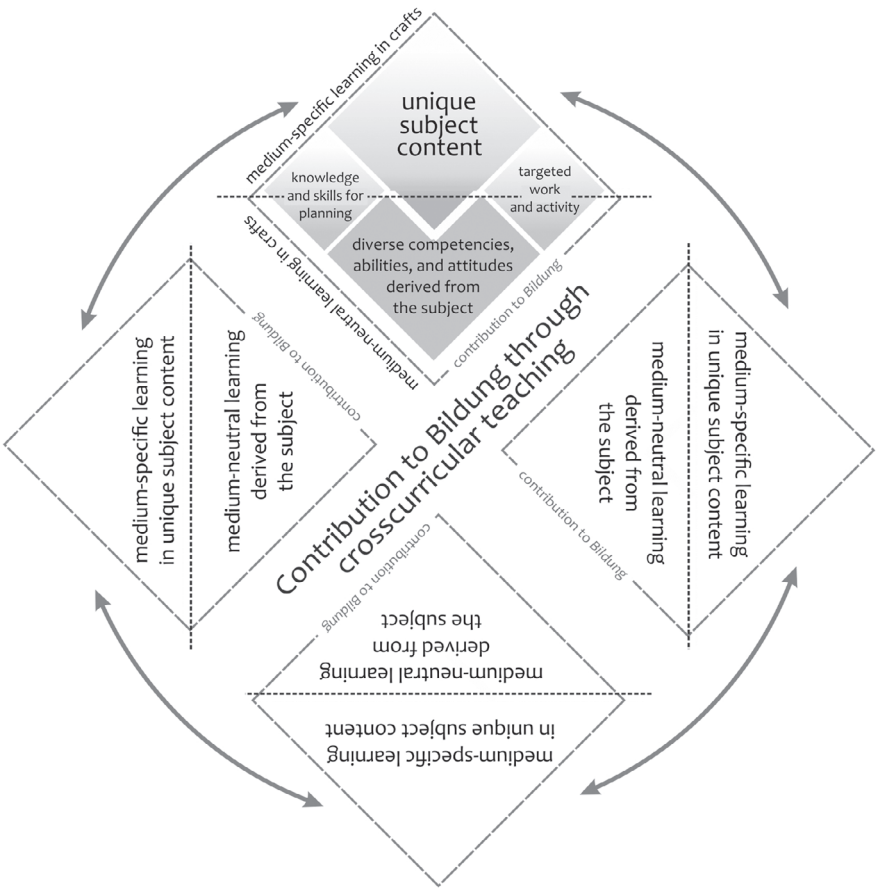 medium-specific learning in crafts
unique
subject
content
knowledge
and skills for
planning
targeted
work
and activity
diverse competencies,
abilities, and attitudes
derived from
the subject
medium-neutral learning in crafts
contribution to Bildung
Contribution to Bildung through
crosscurricular teaching
medium-specific learning
in unique subject content
medium-neutral learning
derived from
the subject
contribution to Bildung
medium-specific learning
in unique subject content
medium-neutral learning
derived from
the subject
contribution to Bildung
contribution to Bildung
medium-specific learning
in unique subject content
medium-neutral learning
derived from
the subject